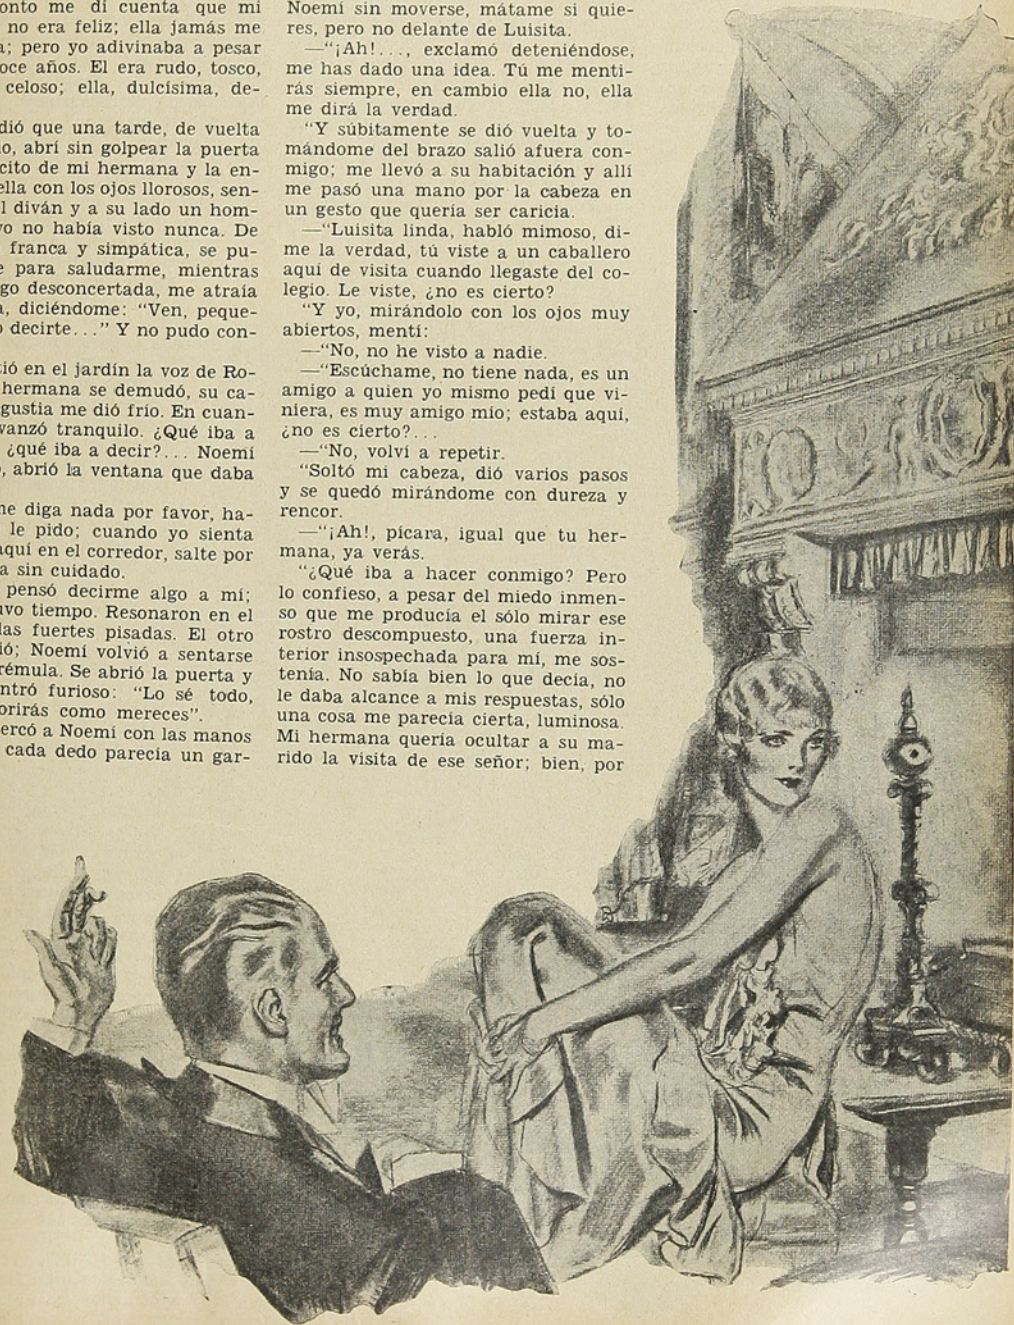 onto me di cuenta que mi
no era feliz; ella jamás me
a; pero yo adivinaba a pesar
oce años. El era rudo, tosco,
celoso; ella, dulcísima, de-
dió que una tarde, de vuelta
lo, abrí sin golpear la puerta
cito de mi hermana y la en-
ella con los ojos llorosos, sen-
l diván y a su lado un hom-
yo no había visto nunca. De
franca y simpática, se pu-
e para saludarme, mientras
go desconcertada, me atraía
a, diciéndome: "Ven, peque-
o decirte..." Y no pudo con-
tió en el jardín la voz de Ro-
hermana se demudó, su ca-
gustia me dió frío. En cuan-
vanzó tranquilo. ¿Qué iba a
¿qué iba a decir?... Noemí
o, abrió la ventana que daba
me diga nada por favor, ha-
le pido; cuando yo sienta
aquí en el corredor, salte por
a sin cuidado.
pensó decirme algo a mí;
uvo tiempo. Resonaron en el
las fuertes pisadas. El otro
ió; Noemí volvió a sentarse
rémula. Se abrió la puerta y
ntró furioso: "Lo sé todo,
orirás como mereces".
ercó a Noemí con las manos
cada dedo parecía un gar-
Noemí sin moverse, mátame si quie-
res, pero no delante de Luisita.
—"¡Ah!..., exclamó deteniéndose,
me has dado una idea. Tú me menti-
rás siempre, en cambio ella no, ella
me dirá la verdad.
"Y súbitamente se dió vuelta y to-
mándome del brazo salió afuera con-
migo; me llevó a su habitación y allí
me pasó una mano por la cabeza en
un gesto que quería ser caricia.
—"Luisita linda, habló mimoso, di-
me la verdad, tú viste a un caballero
aquí de visita cuando llegaste del co-
legio. Le viste, ¿no es cierto?
"Y yo, mirándolo con los ojos muy
abiertos, mentí:
—"No, no he visto a nadie.
—"Escúchame, no tiene nada, es un
amigo a quien yo mismo pedí que vi-
niera, es muy amigo mío; estaba aquí,
¿no es cierto?...
—"No, volví a repetir.
"Soltó mi cabeza, dió varios pasos
y se quedó mirándome con dureza y
rencor.
—"¡Ah!, pícara, igual que tu her-
mana, ya verás.
"¿Qué iba a hacer conmigo? Pero
lo confieso, a pesar del miedo inmen-
so que me producía el sólo mirar ese
rostro descompuesto, una fuerza in-
terior insospechada para mí, me sos-
tenía. No sabía bien lo que decía, no
le daba alcance a mis respuestas, sólo
una cosa me parecía cierta, luminosa.
Mi hermana quería ocultar a su ma-
rido la visita de ese señor; bien, por